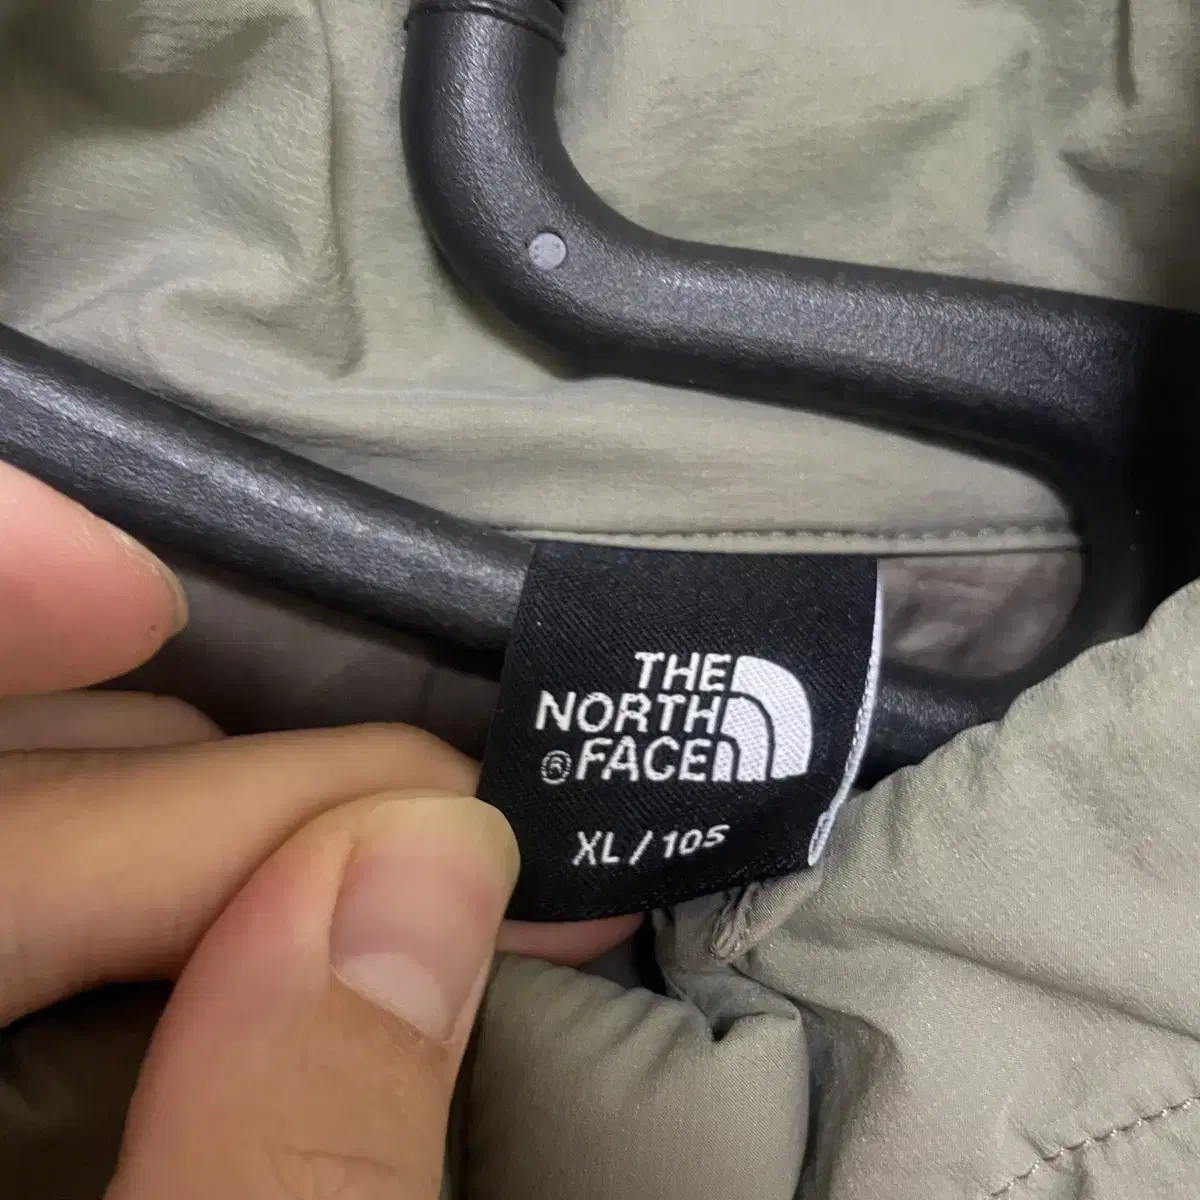 THE
NORTH
® FACE
XL / 105